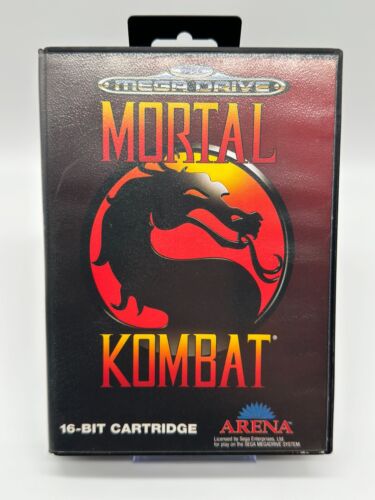 MEGA DRIVE
MORTAL
KOMBAT®
16-BIT CARTRIDGE
ARENA®
Licensed by Sega Enterprises, Ltd.
for play on the SEGA MEGADRIVE SYSTEM.